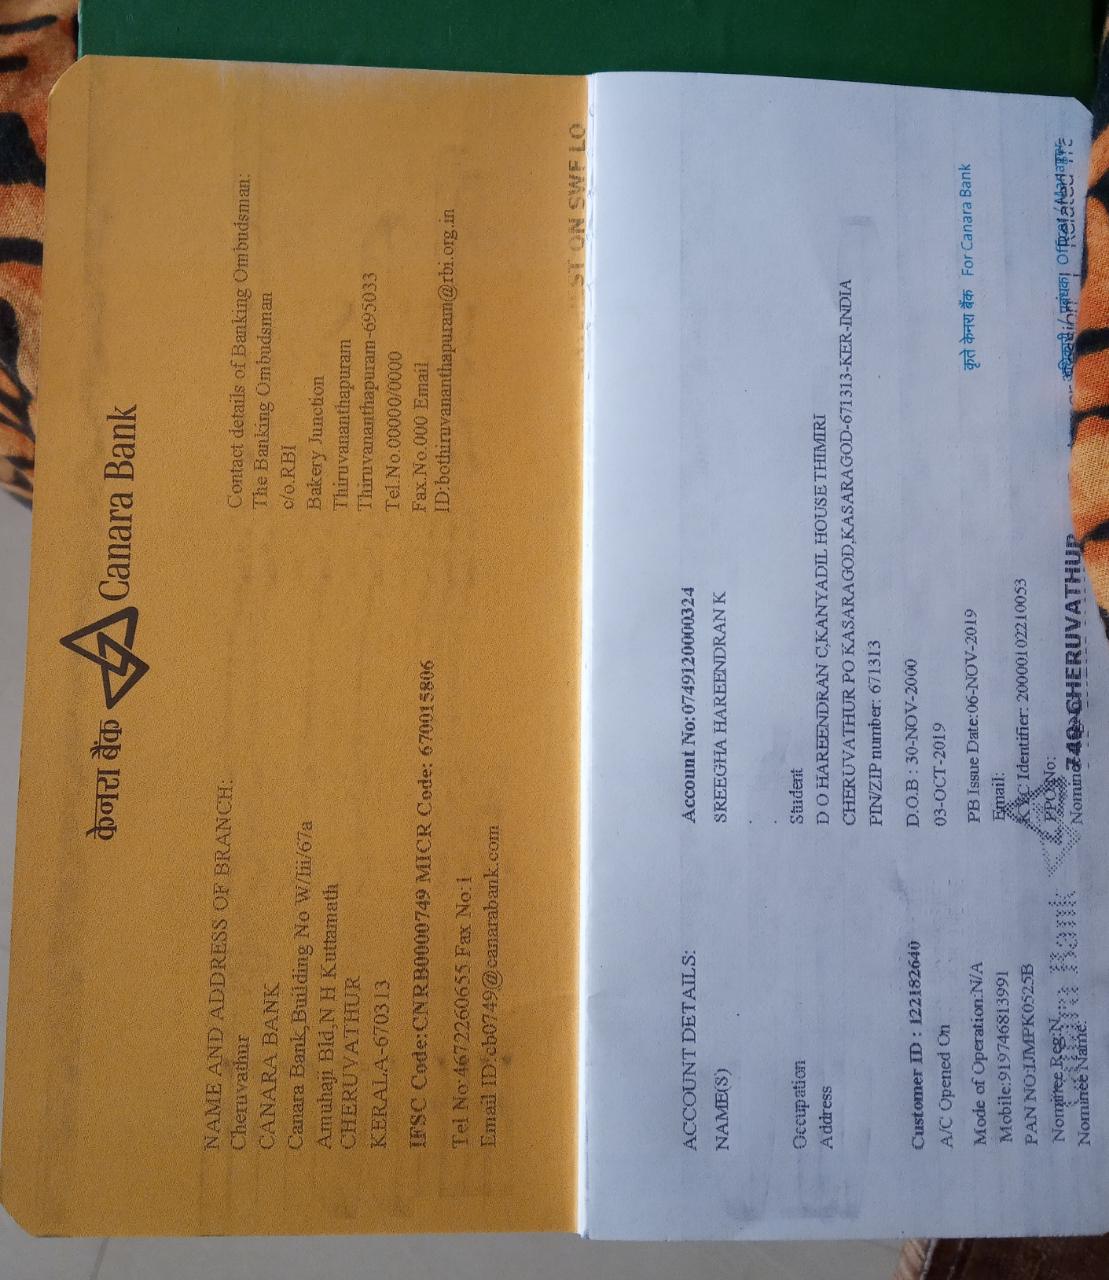 केनरा बैंक Canara Bank
NAME AND ADDRESS OF BRANCH:
Cheruvathur
CANARA BANK
Canara Bank,Building No W/Iii/67a
Amuhaji Bld,N H Kuttamath
CHERUVATHUR
KERALA-670313
IFSC Code:CNRB0000749 MICR Code: 670015806
Tel No:4672260655 Fax No:1
Email ID:cb0749@canarabank.com
Contact details of Banking Ombudsman:
The Banking Ombudsman
c/o.RBI
Bakery Junction
Thiruvananthapuram
Thiruvananthapuram-695033
Tel.No.00000/0000
Fax.No.000 Email
ID:bothiruvananthapuram@rbi.org.in
ST ON SWF LO
ACCOUNT DETAILS: Account No:0749120000324
NAME(S) SREEGHA HAREENDRAN K
Occupation Student
Address D O HAREENDRAN C,KANYADIL HOUSE THIMIRI
CHERUVATHUR PO KASARAGOD,KASARAGOD-671313-KER-INDIA
PIN/ZIP number: 671313
Customer ID : 122182640 D.O.B : 30-NOV-2000
A/C Opened On 03-OCT-2019
Mode of Operation:N/A PB Issue Date:06-NOV-2019
Mobile:919746813991 Email:
PAN NO:IJMPK0525B KYC Identifier: 20000102210053
Nomitee Reg:N PPO No:
Nominee Name:
कृते केनरा बैंक For Canara Bank
Canara Bank 749-CHERUVATHUR
अधिकारी / प्रबंधक Officer / Manager